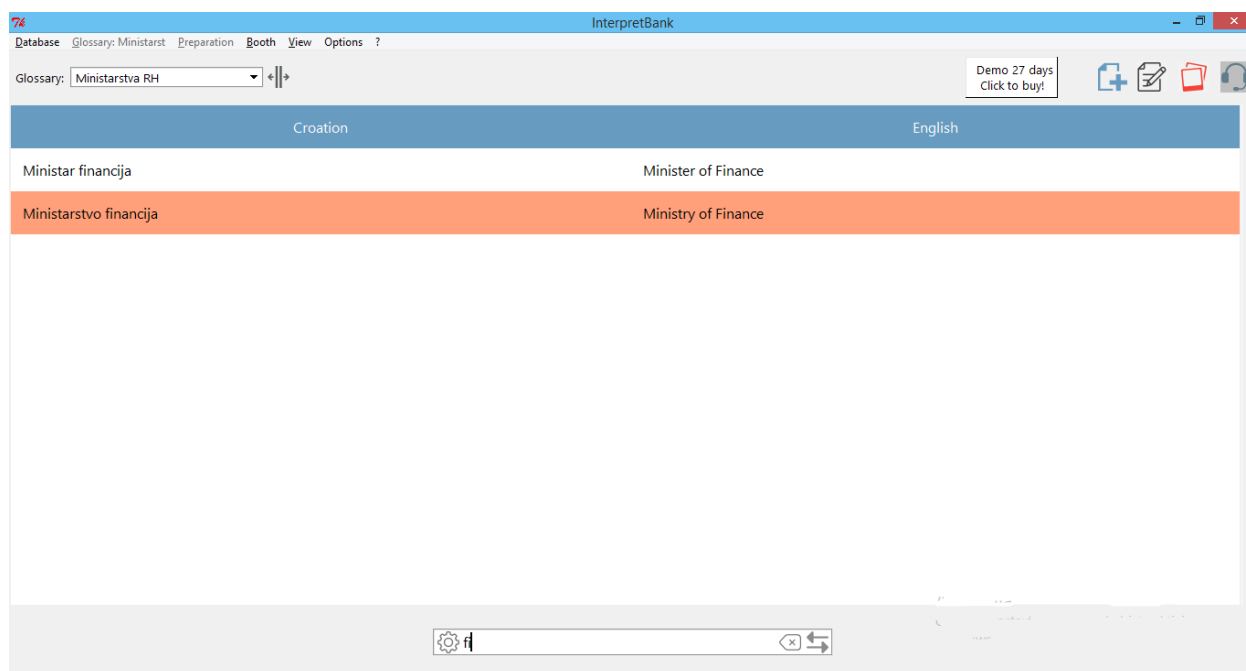 InterpretBank
Database Glossary: Ministarst Preparation Booth View Options ?
Glossary: Ministarstva RH
Demo 27 days
Click to buy!
Croation English
Ministar financija Minister of Finance
Ministarstvo financija Ministry of Finance
fi